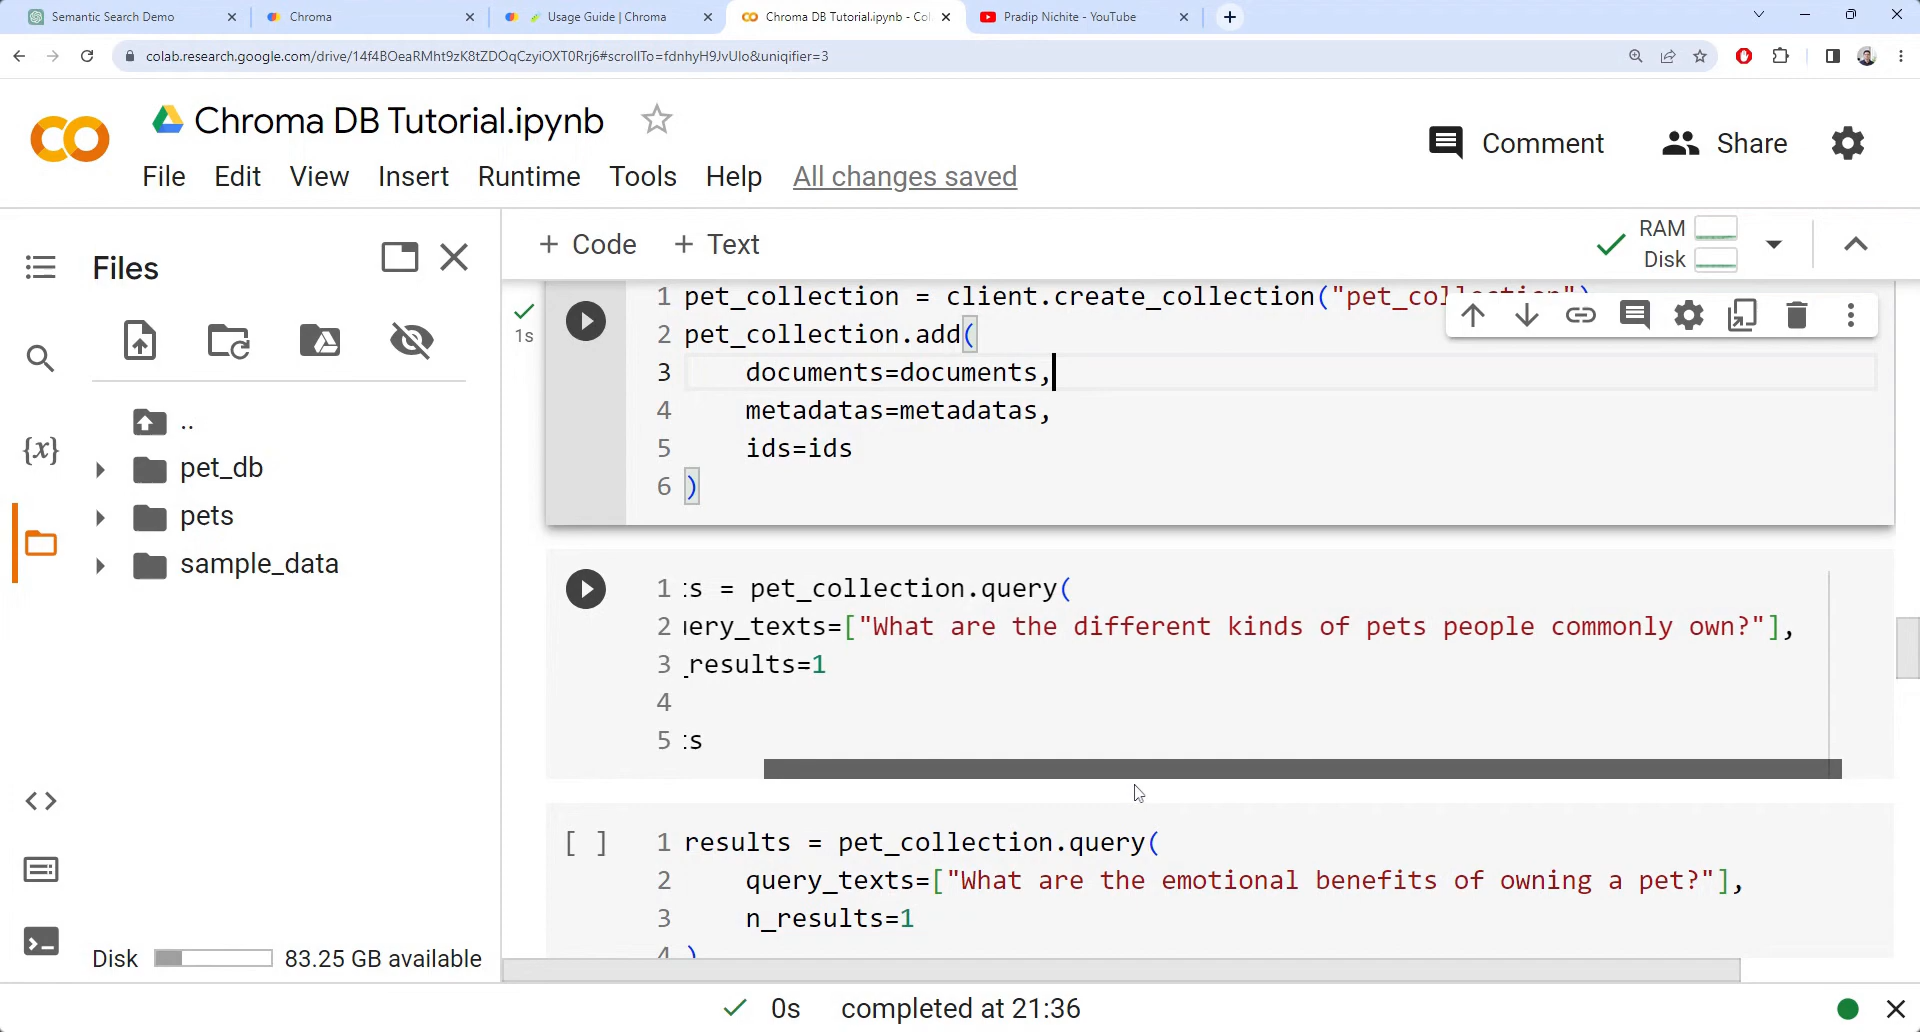 Semantic Search Demo
Chroma
Usage Guide | Chroma
Chroma DB Tutorial.ipynb - Col
Pradip Nichite - YouTube
colab.research.google.com/drive/14f4BOeaRMht9zK8tZDOqCzyiOXT0Rrj6#scrollTo=fdnhyH9JvUIo&uniqifier=3
Chroma DB Tutorial.ipynb
Comment
Share
File Edit View Insert Runtime Tools Help All changes saved
+ Code + Text
RAM
Disk
Files
..
pet_db
pets
sample_data
Disk 83.25 GB available
1s
1 pet_collection = client.create_collection("pet_collection")
2 pet_collection.add(
3 documents=documents,
4 metadatas=metadatas,
5 ids=ids
6 )
1 ts = pet_collection.query(
2 uery_texts=["What are the different kinds of pets people commonly own?"],
3 _results=1
4
5 ts
[ ] 1 results = pet_collection.query(
2 query_texts=["What are the emotional benefits of owning a pet?"],
3 n_results=1
4 )
0s completed at 21:36